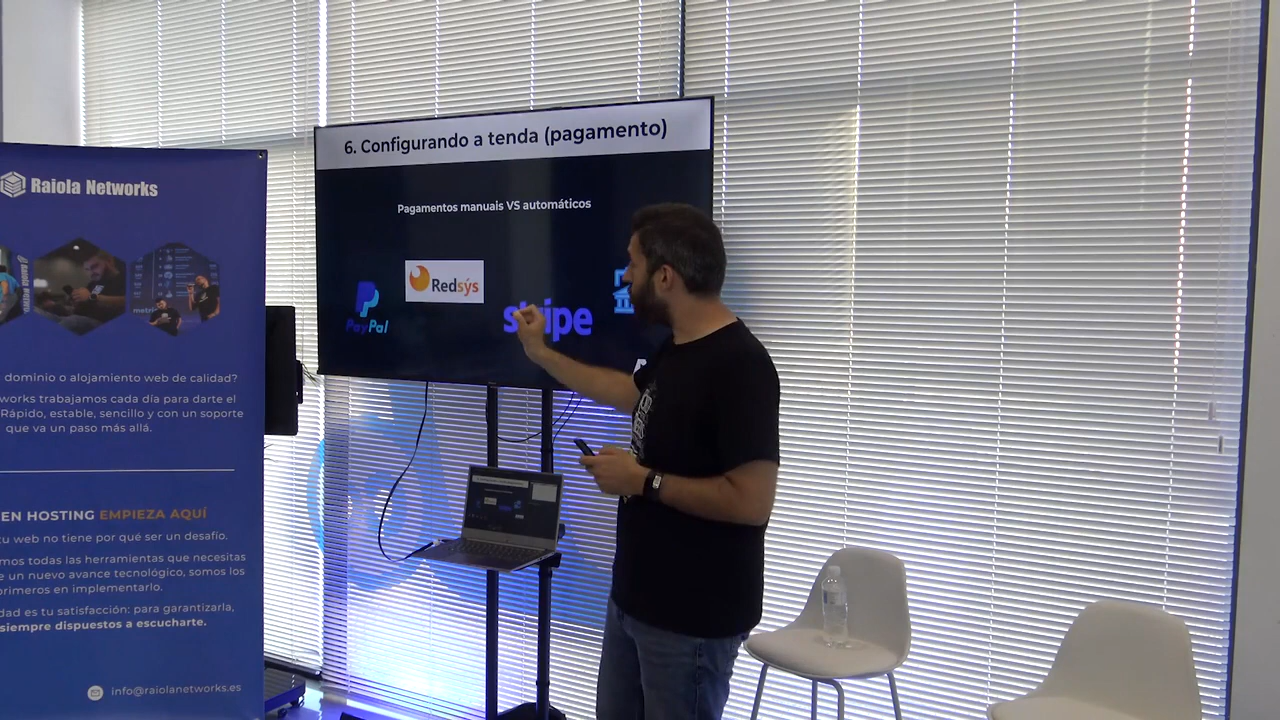 Raiola Networks
dominio o alojamiento web de calidad?
works trabajamos cada día para darte el
Rápido, estable, sencillo y con un soporte
que va un paso más allá.
EN HOSTING EMPIEZA AQUÍ
tu web no tiene por qué ser un desafío.
mos todas las herramientas que necesitas
e un nuevo avance tecnológico, somos los
primeros en implementarlo.
dad es tu satisfacción: para garantizarla,
siempre dispuestos a escucharte.
info@raiolanetworks.es
6. Configurando a tenda (pagamento)
Pagamentos manuais VS automáticos
PayPal
Redsýs
stripe